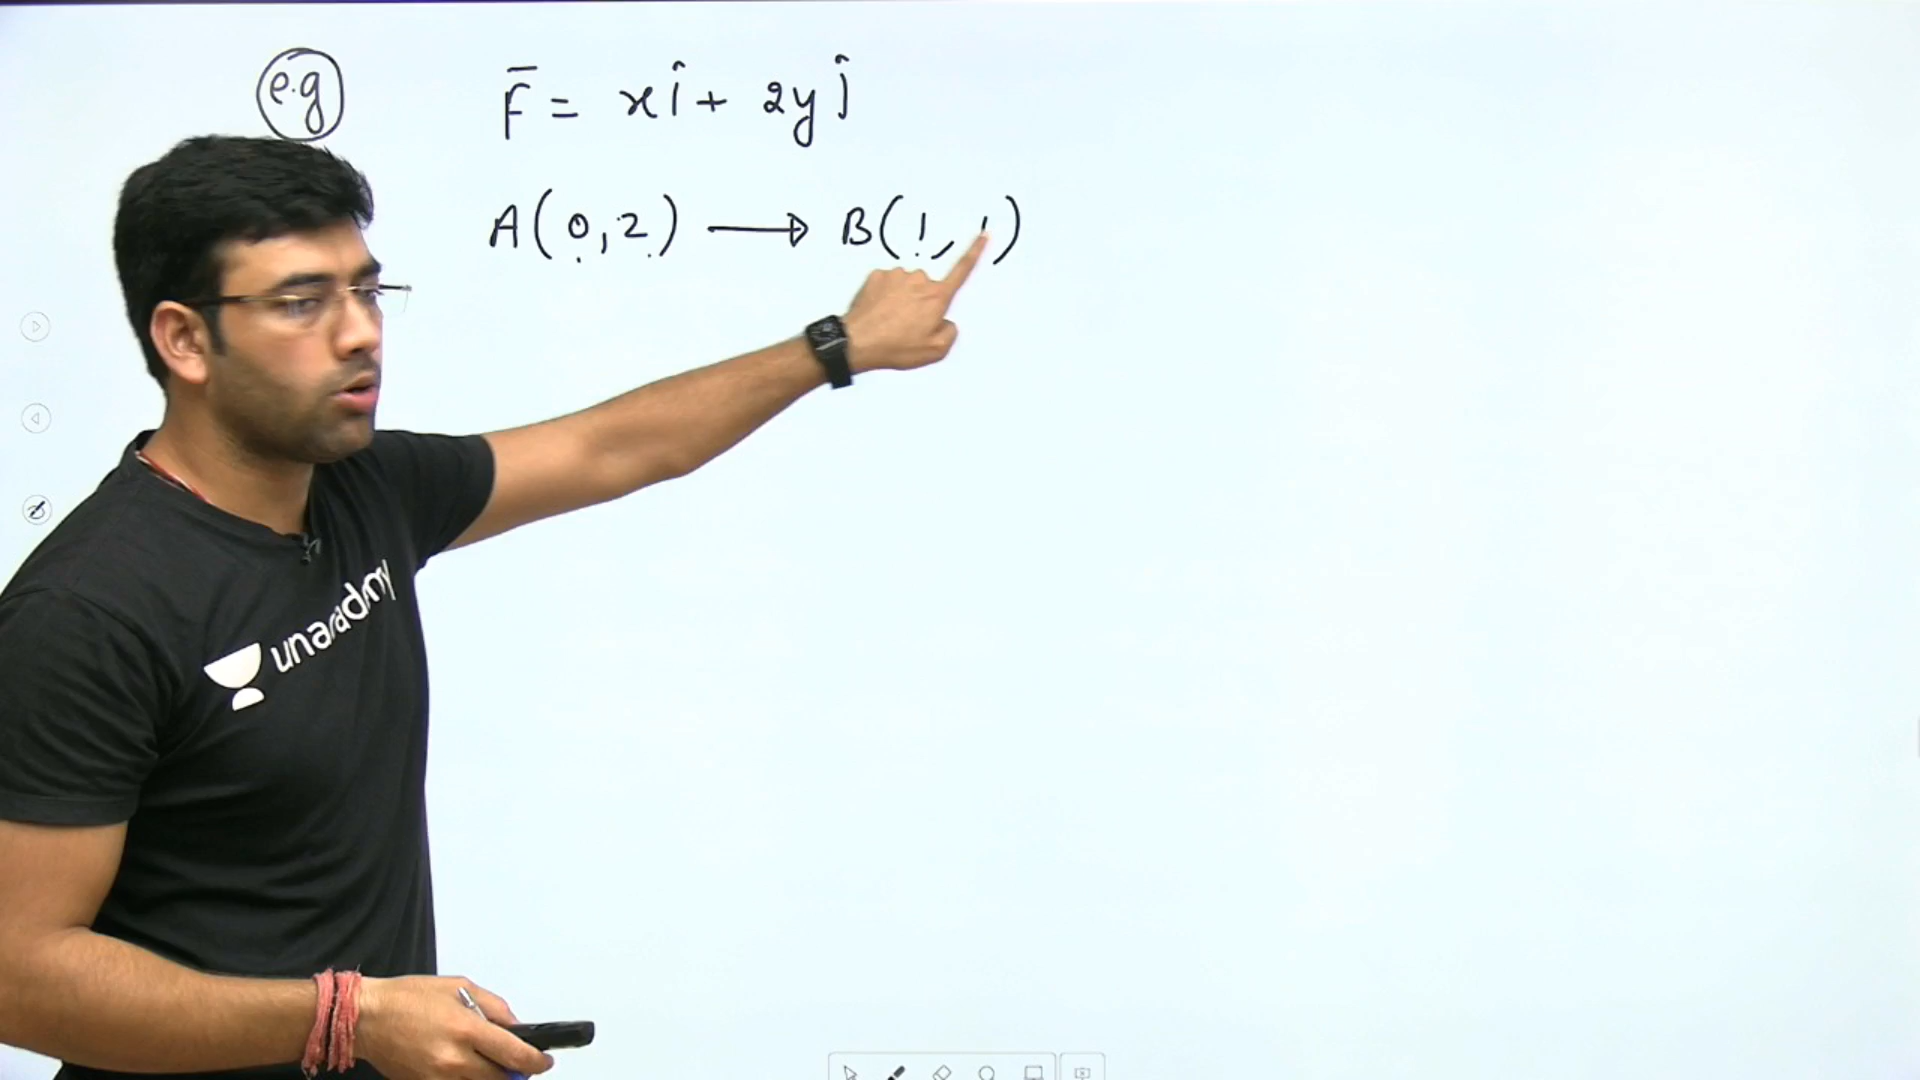 e.g F̄ = xî + 2yĵ
A(0,2) ⟶ B(1,1)
unacademy